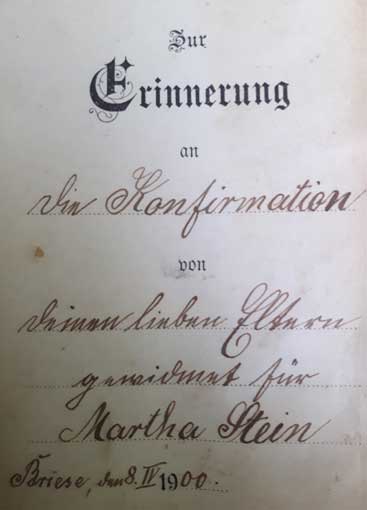 Zur
Erinnerung
an
die Konfirmation
von
deinen lieben Eltern
gewidmet für
Martha Stein
Briese, den 8. IV 1900.